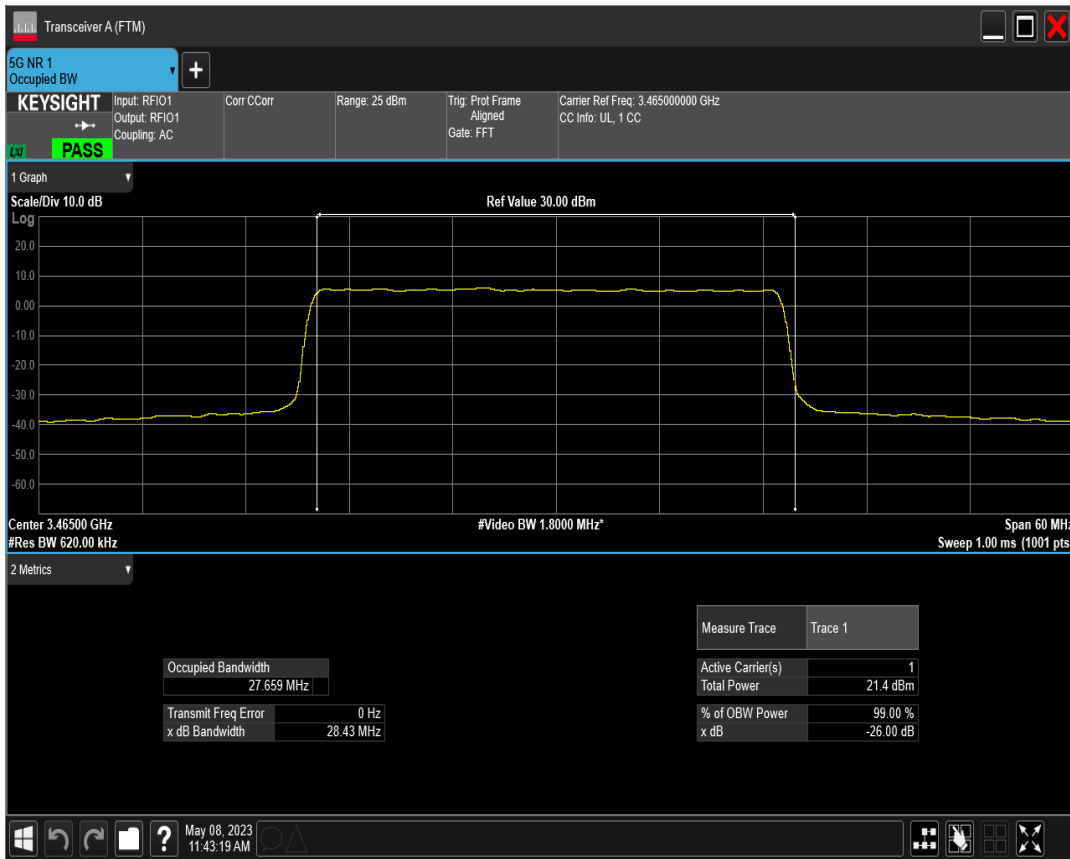 Transceiver A (FTM)
5G NR 1
Occupied BW
+
KEYSIGHT
LXI
PASS
Input: RFIO1
Output: RFIO1
Coupling: AC
Corr CCorr
Range: 25 dBm
Trig: Prot Frame
Aligned
Gate: FFT
Carrier Ref Freq: 3.465000000 GHz
CC Info: UL, 1 CC
1 Graph
Scale/Div 10.0 dB
Ref Value 30.00 dBm
Log
20.0
10.0
0.00
-10.0
-20.0
-30.0
-40.0
-50.0
-60.0
Center 3.46500 GHz
#Video BW 1.8000 MHz*
Span 60 MHz
#Res BW 620.00 kHz
Sweep 1.00 ms (1001 pts
2 Metrics
Measure Trace Trace 1
Occupied Bandwidth
27.659 MHz
Active Carrier(s) 1
Total Power 21.4 dBm
Transmit Freq Error 0 Hz
x dB Bandwidth 28.43 MHz
% of OBW Power 99.00 %
x dB -26.00 dB
?
May 08, 2023
11:43:19 AM